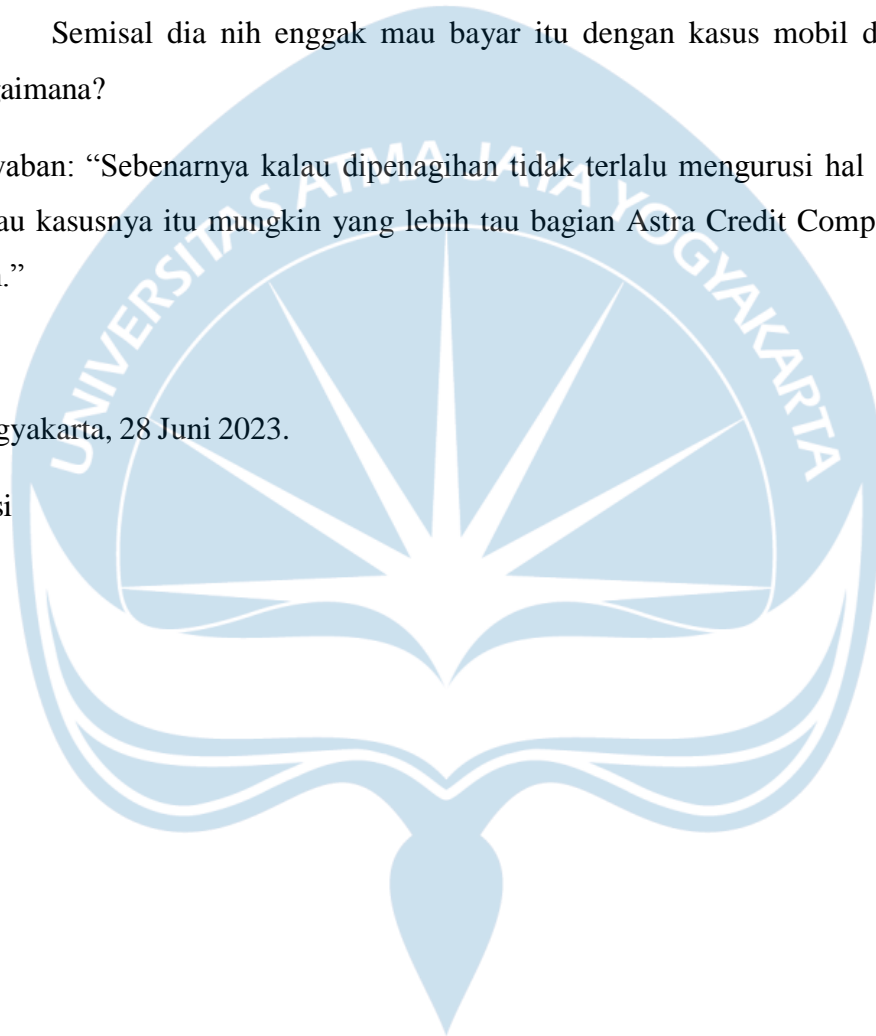 Semisal dia nih enggak mau bayar itu dengan kasus mobil d
aimana?
vaban: “Sebenarnya kalau dipenagihan tidak terlalu mengurusi hal
au kasusnya itu mungkin yang lebih tau bagian Astra Credit Comp
.”
gyakarta, 28 Juni 2023.
si
UNIVERSITAS ATMA JAYA YOGYAKARTA